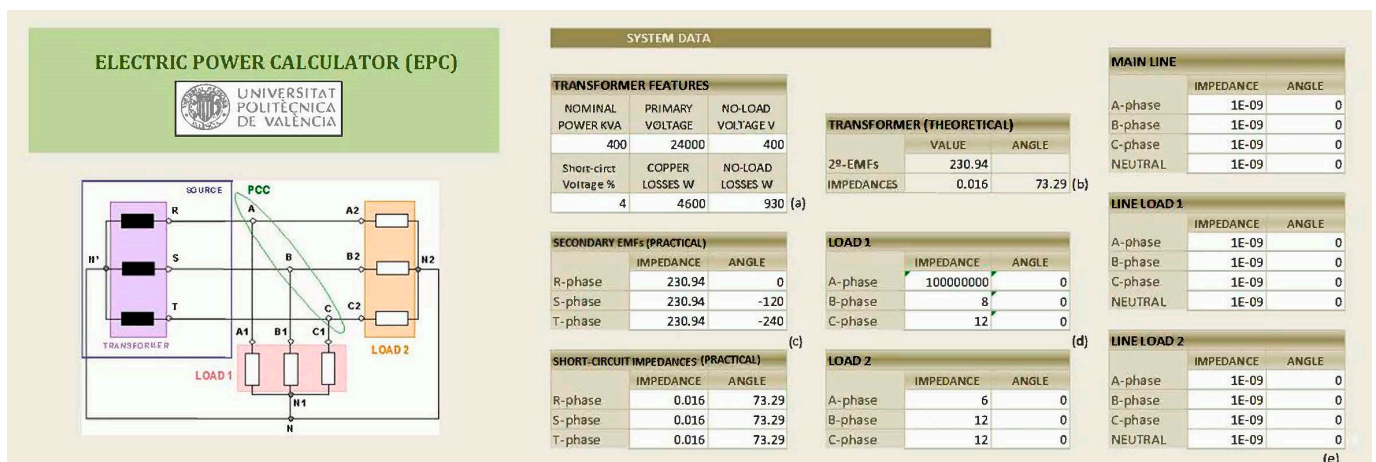 ELECTRIC POWER CALCULATOR (EPC)
UNIVERSITAT
POLITÈCNICA
DE VALÈNCIA
SOURCE
PCC
R
A
A2
N'
S
B
B2
N2
T
C
C2
TRANSFORMER
A1
B1
C1
LOAD 2
LOAD 1
N1
N
SYSTEM DATA
TRANSFORMER FEATURES
NOMINAL PRIMARY NO-LOAD
POWER KVA VOLTAGE VOLTAGE V
400 24000 400
Short-circt COPPER NO-LOAD
Voltage % LOSSES W LOSSES W
4 4600 930 (a)
TRANSFORMER (THEORETICAL)
VALUE ANGLE
2º-EMFs 230.94
IMPEDANCES 0.016 73.29 (b)
SECONDARY EMFs (PRACTICAL)
IMPEDANCE ANGLE
R-phase 230.94 0
S-phase 230.94 -120
T-phase 230.94 -240
(c)
SHORT-CIRCUIT IMPEDANCES (PRACTICAL)
IMPEDANCE ANGLE
R-phase 0.016 73.29
S-phase 0.016 73.29
T-phase 0.016 73.29
LOAD 1
IMPEDANCE ANGLE
A-phase 100000000 0
B-phase 8 0
C-phase 12 0
(d)
LOAD 2
IMPEDANCE ANGLE
A-phase 6 0
B-phase 12 0
C-phase 12 0
MAIN LINE
IMPEDANCE ANGLE
A-phase 1E-09 0
B-phase 1E-09 0
C-phase 1E-09 0
NEUTRAL 1E-09 0
LINE LOAD 1
IMPEDANCE ANGLE
A-phase 1E-09 0
B-phase 1E-09 0
C-phase 1E-09 0
NEUTRAL 1E-09 0
LINE LOAD 2
IMPEDANCE ANGLE
A-phase 1E-09 0
B-phase 1E-09 0
C-phase 1E-09 0
NEUTRAL 1E-09 0
(e)